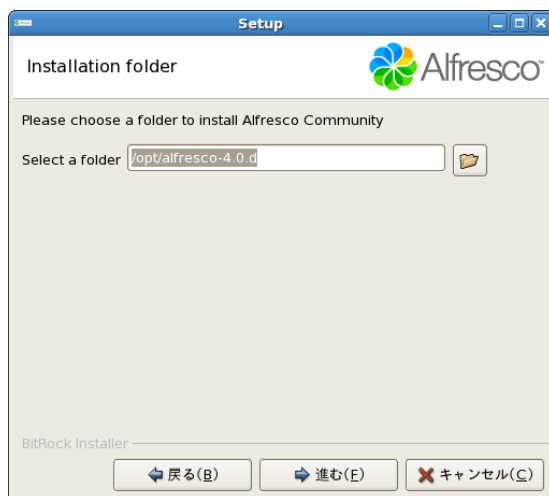 Setup
Installation folder
Alfresco™
Please choose a folder to install Alfresco Community
Select a folder /opt/alfresco-4.0.d
BitRock Installer
戻る(B) 進む(F) キャンセル(C)